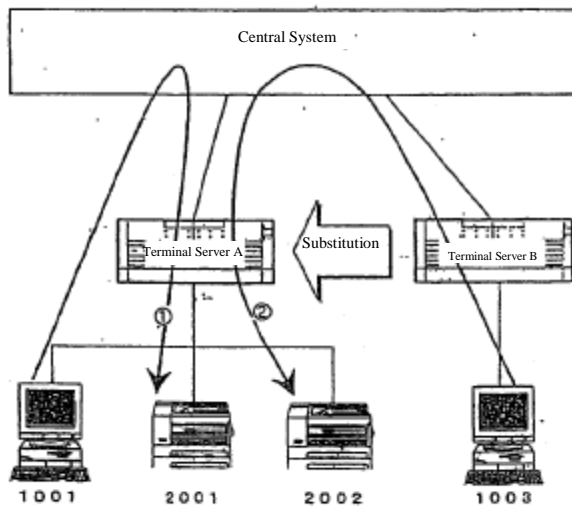 Central System
Terminal Server A
Substitution
Terminal Server B
①
②
1001
2001
2002
1003